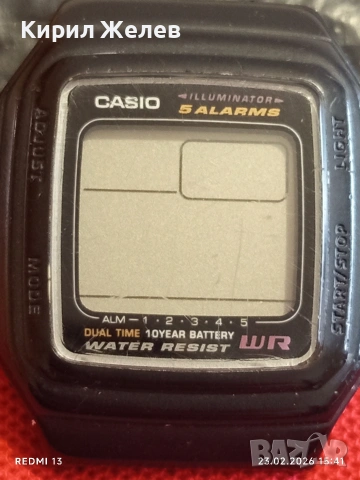 Кирил Желев
CASIO
ILLUMINATOR
5 ALARMS
ADJUST
LIGHT
MODE
START/STOP
ALM 1 2 3 4 5
DUAL TIME 10YEAR BATTERY
WATER RESIST WR
REDMI 13
23.02.2026 15:41
BAZAR